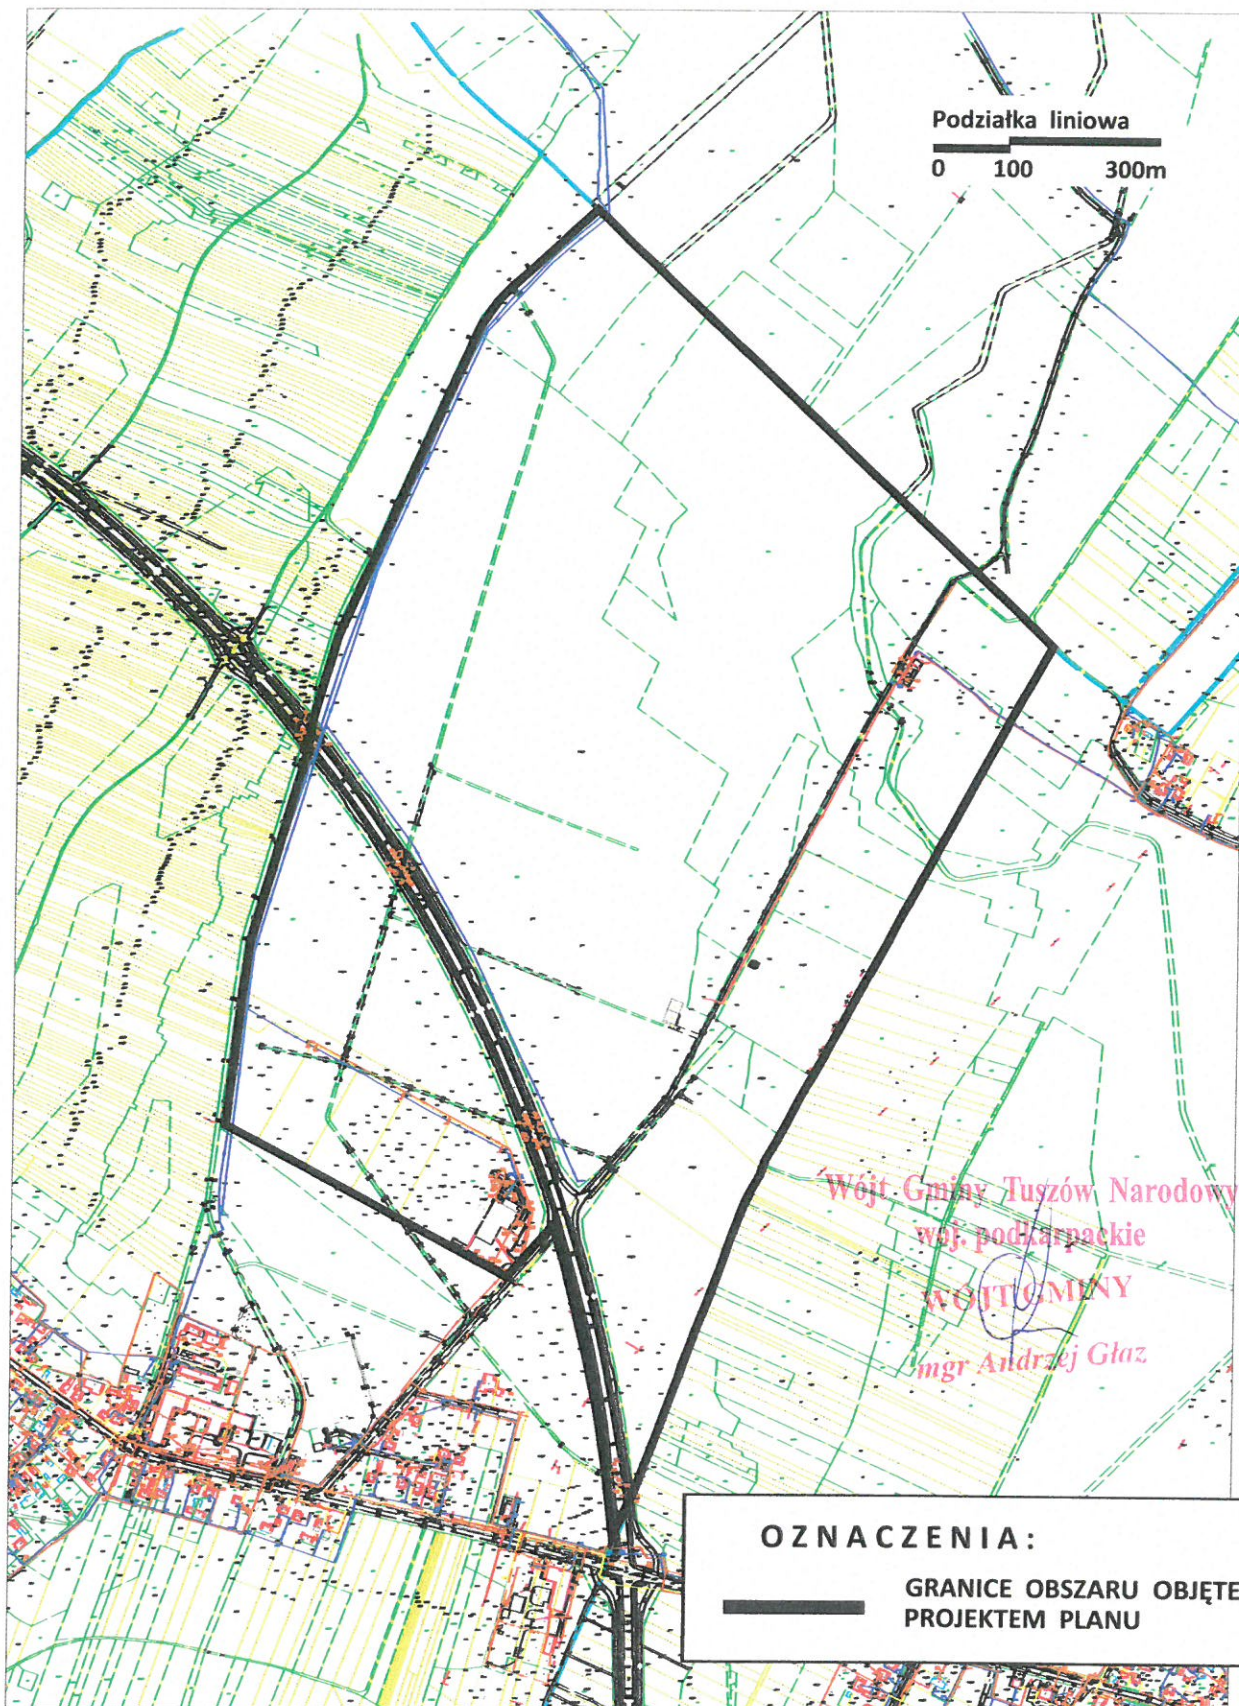 Podziałka liniowa
0 100 300m
Wójt Gminy Tuszów Narodowy
woj. podkarpackie
WÓJT GMINY
mgr Andrzej Głaz
OZNACZENIA:
GRANICE OBSZARU OBJĘTE
PROJEKTEM PLANU